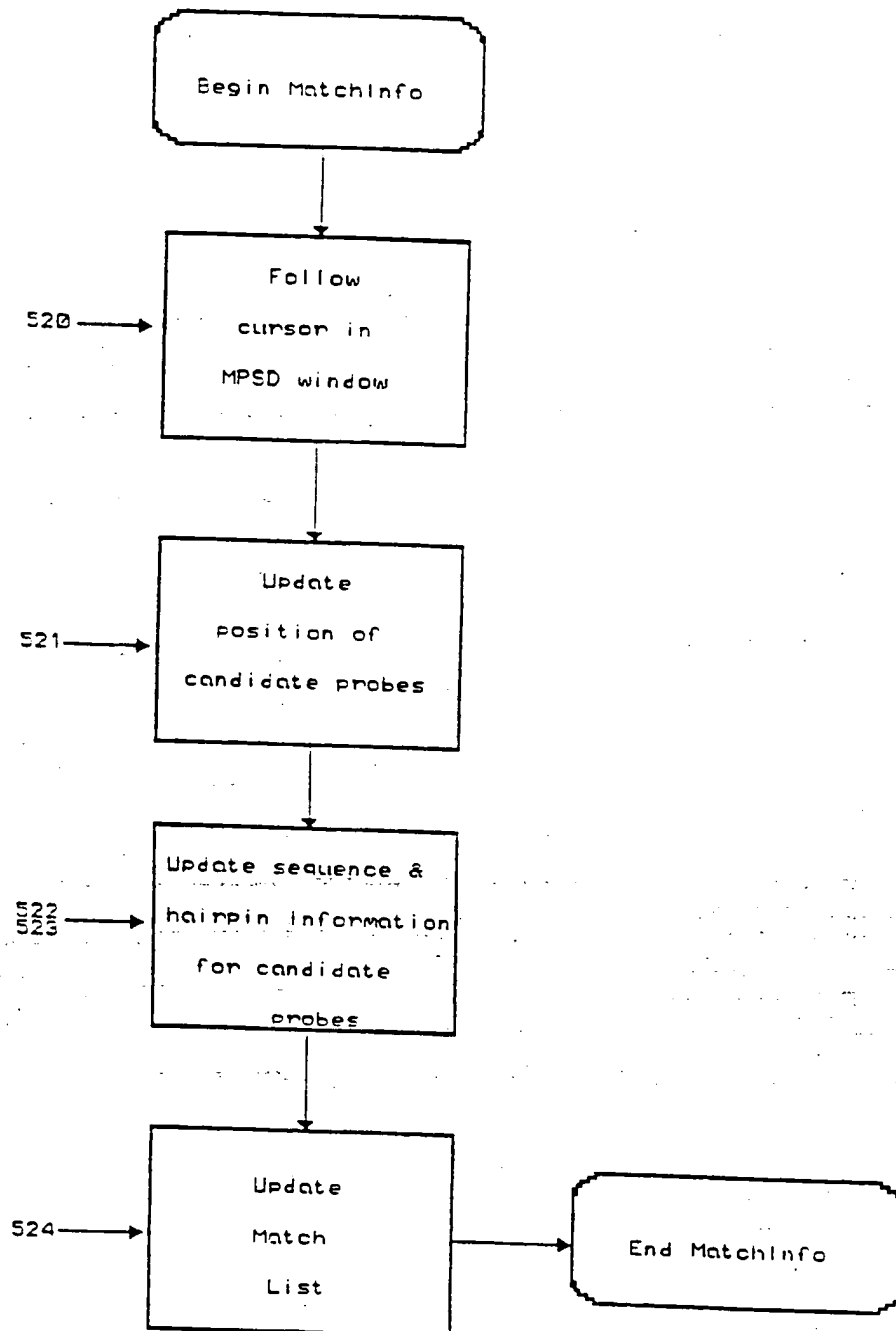 Begin MatchInfo
Follow
cursor in
MPSD window
520
Update
position of
candidate probes
521
Update sequence &
hairpin Information
for candidate
probes
522
523
Update
Match
List
524
End MatchInfo